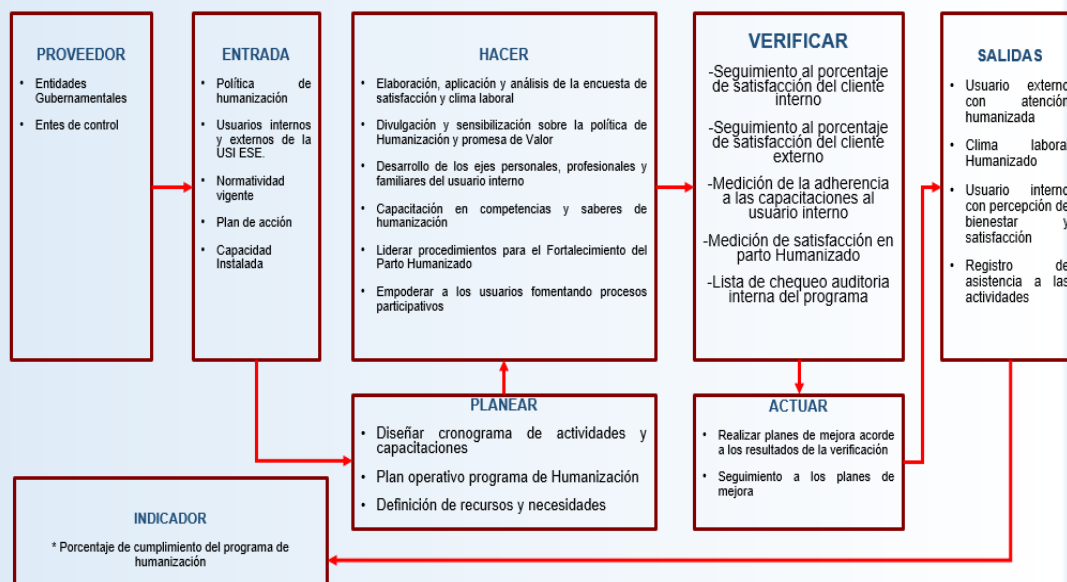 PROVEEDOR
• Entidades
Gubernamentales
• Entes de control
ENTRADA
• Política de
humanización
• Usuarios internos
y externos de la
USI ESE.
• Normatividad
vigente
• Plan de acción
• Capacidad
Instalada
HACER
• Elaboración, aplicación y análisis de la encuesta de
satisfacción y clima laboral
• Divulgación y sensibilización sobre la política de
Humanización y promesa de Valor
• Desarrollo de los ejes personales, profesionales y
familiares del usuario interno
• Capacitación en competencias y saberes de
humanización
• Liderar procedimientos para el Fortalecimiento del
Parto Humanizado
• Empoderar a los usuarios fomentando procesos
participativos
VERIFICAR
-Seguimiento al porcentaje
de satisfacción del cliente
interno
-Seguimiento al porcentaje
de satisfacción del cliente
externo
-Medición de la adherencia
a las capacitaciones al
usuario interno
-Medición de satisfacción en
parto Humanizado
-Lista de chequeo auditoria
interna del programa
SALIDAS
• Usuario externo
con atención
humanizada
• Clima laboral
Humanizado
• Usuario interno
con percepción de
bienestar y
satisfacción
• Registro de
asistencia a las
actividades
PLANEAR
• Diseñar cronograma de actividades y
capacitaciones
• Plan operativo programa de Humanización
• Definición de recursos y necesidades
ACTUAR
• Realizar planes de mejora acorde
a los resultados de la verificación
• Seguimiento a los planes de
mejora
INDICADOR
* Porcentaje de cumplimiento del programa de
humanización